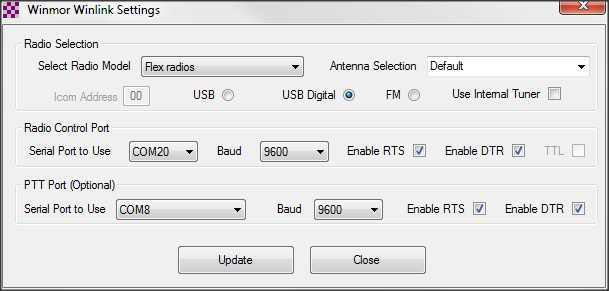 Winmor Winlink Settings
Radio Selection
Select Radio Model Flex radios Antenna Selection Default
Icom Address 00 USB USB Digital FM Use Internal Tuner
Radio Control Port
Serial Port to Use COM20 Baud 9600 Enable RTS Enable DTR TTL
PTT Port (Optional)
Serial Port to Use COM8 Baud 9600 Enable RTS Enable DTR
Update Close